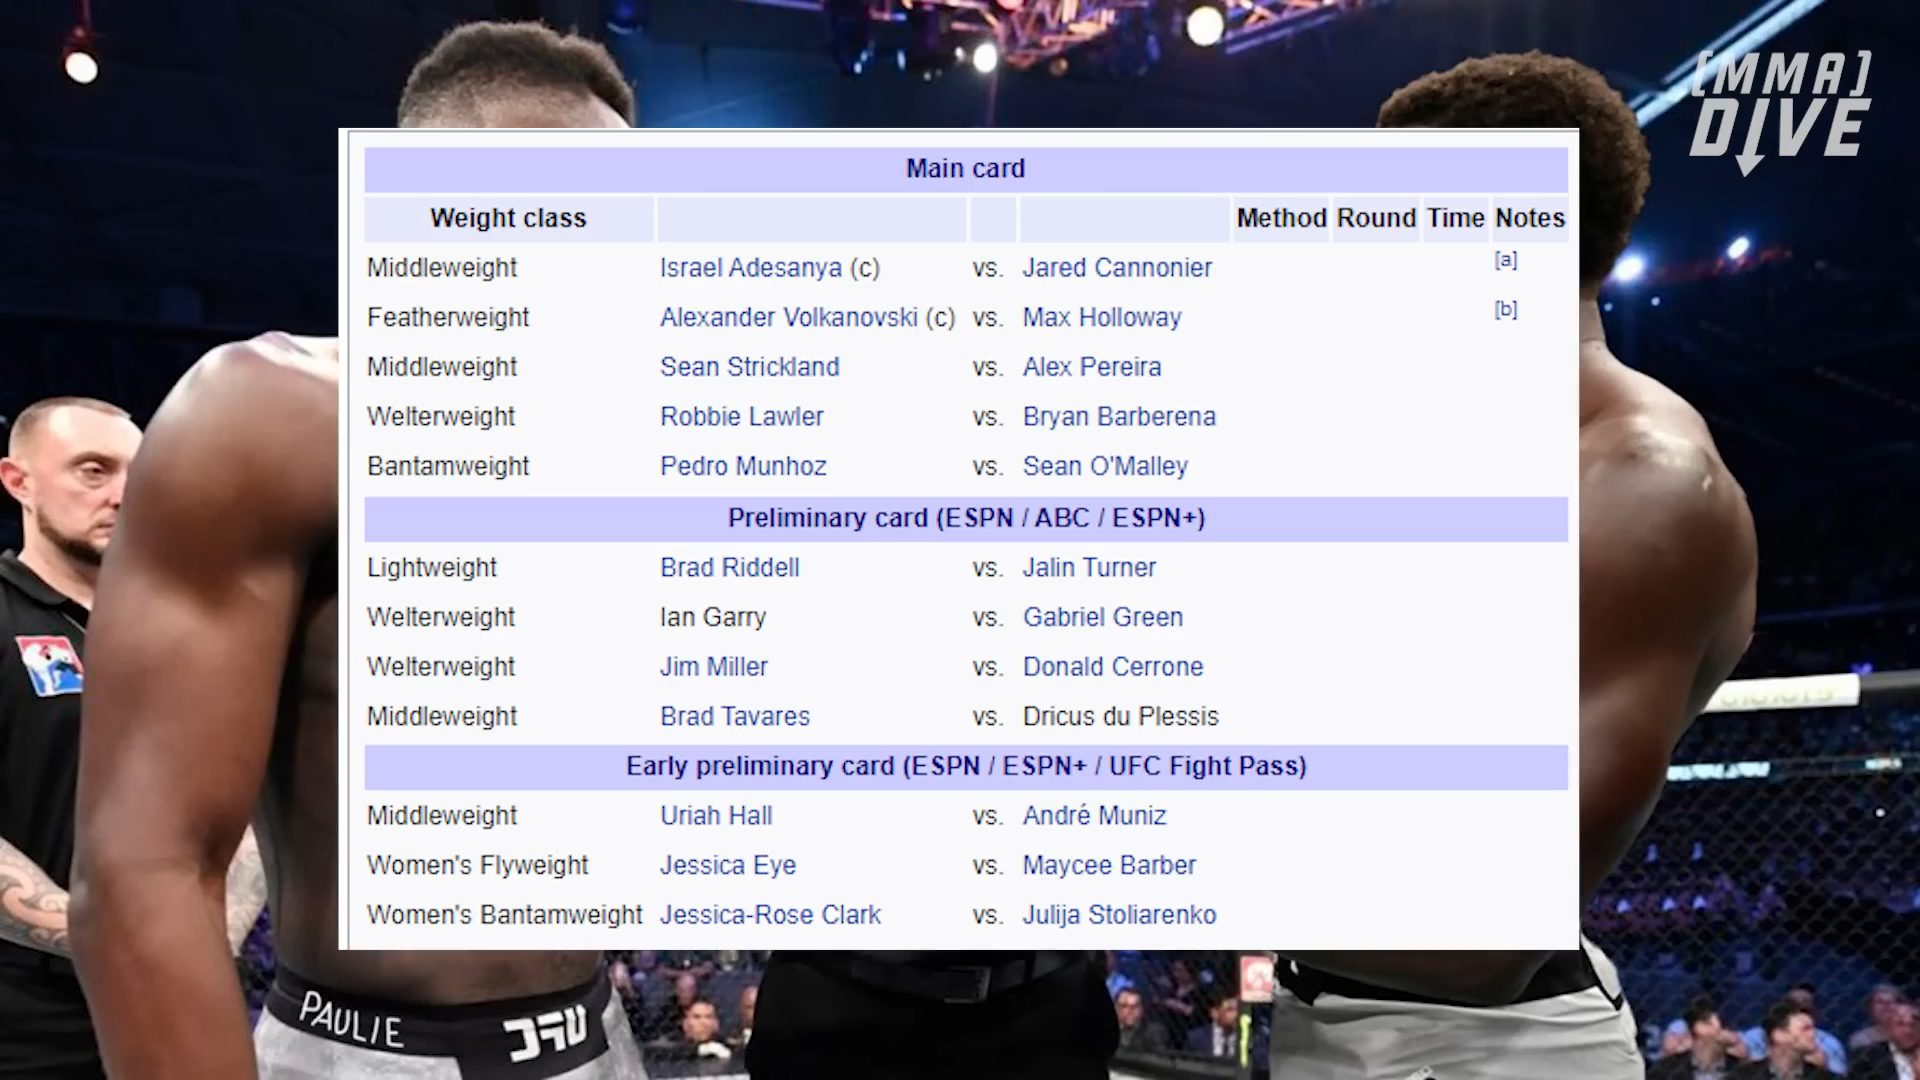 [MMA]
DIVE
Main card
Weight class Method Round Time Notes
Middleweight Israel Adesanya (c) vs. Jared Cannonier [a]
Featherweight Alexander Volkanovski (c) vs. Max Holloway [b]
Middleweight Sean Strickland vs. Alex Pereira
Welterweight Robbie Lawler vs. Bryan Barberena
Bantamweight Pedro Munhoz vs. Sean O'Malley
Preliminary card (ESPN / ABC / ESPN+)
Lightweight Brad Riddell vs. Jalin Turner
Welterweight Ian Garry vs. Gabriel Green
Welterweight Jim Miller vs. Donald Cerrone
Middleweight Brad Tavares vs. Dricus du Plessis
Early preliminary card (ESPN / ESPN+ / UFC Fight Pass)
Middleweight Uriah Hall vs. André Muniz
Women's Flyweight Jessica Eye vs. Maycee Barber
Women's Bantamweight Jessica-Rose Clark vs. Julija Stoliarenko
PAULIE